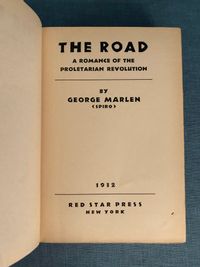 THE ROAD
A ROMANCE OF THE
PROLETARIAN REVOLUTION
BY
GEORGE MARLEN
(SPIRO)
1932
RED STAR PRESS
NEW YORK